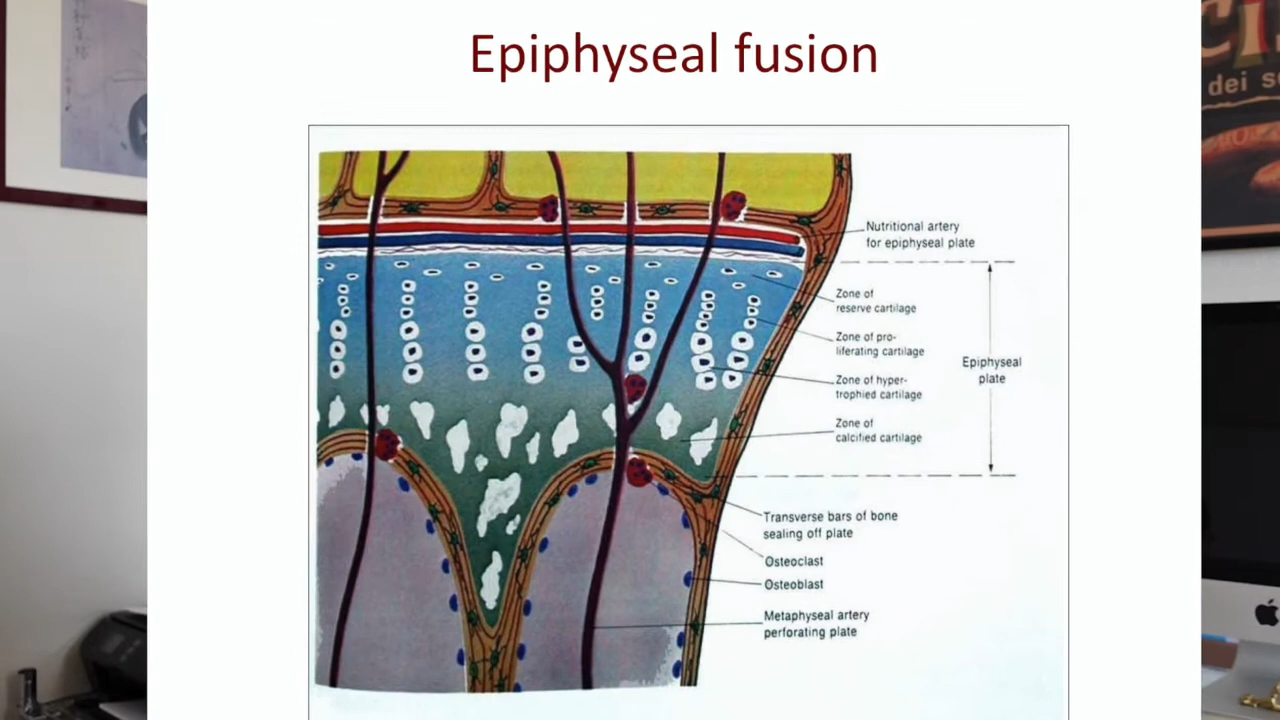 Epiphyseal fusion
Nutritional artery
for epiphyseal plate
Zone of
reserve cartilage
Zone of pro-
liferating cartilage
Epiphyseal
plate
Zone of hyper-
trophied cartilage
Zone of
calcified cartilage
Transverse bars of bone
sealing off plate
Osteoclast
Osteoblast
Metaphyseal artery
perforating plate
dei